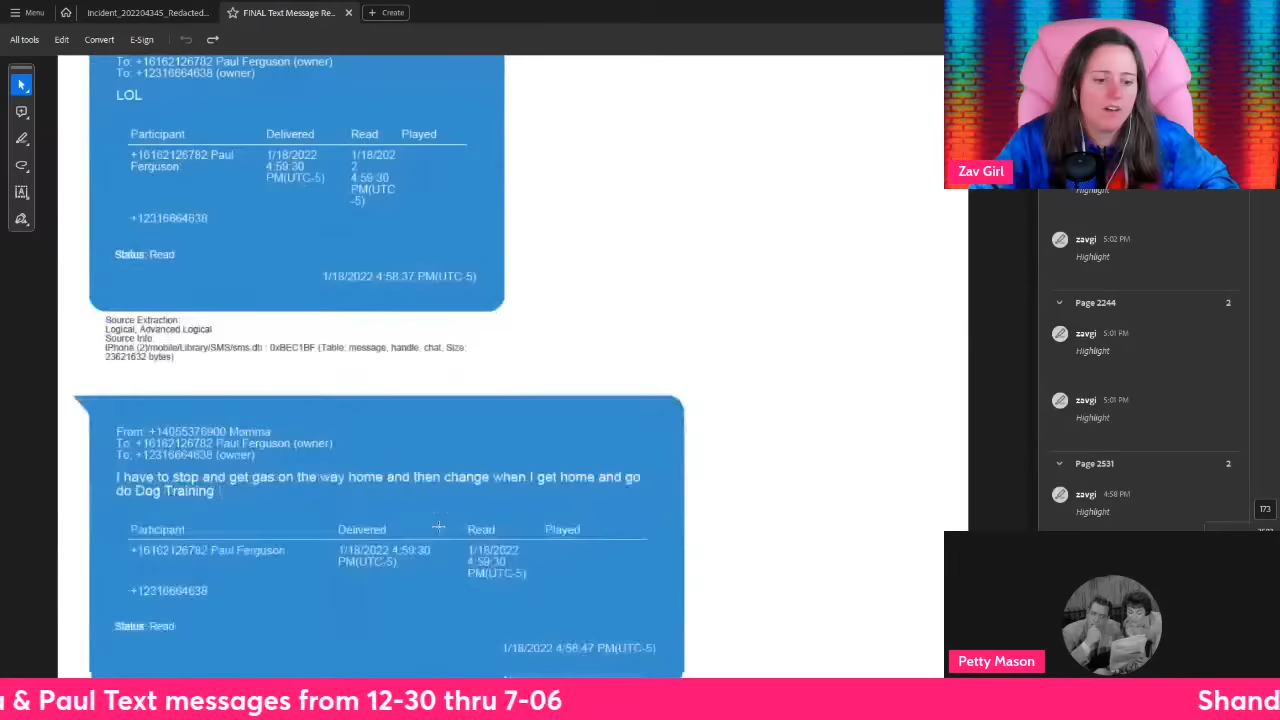 Menu
Incident_202204345_Redacted...
FINAL Text Message Re...
Create
All tools
Edit
Convert
E-Sign
To: +16162126782 Paul Ferguson (owner)
To: +12316664638 (owner)
LOL
Participant Delivered Read Played
+16162126782 Paul Ferguson 1/18/2022 4:59:30 PM(UTC-5) 1/18/2022 4:59:30 PM(UTC-5)
+12316664638
Status: Read
1/18/2022 4:58:37 PM(UTC-5)
Source Extraction:
Logical, Advanced Logical
Source Info:
iPhone (2)/mobile/Library/SMS/sms.db : 0xBEC1BF (Table: message, handle, chat, Size:
23621632 bytes)
From: +14055376900 Momma
To: +16162126782 Paul Ferguson (owner)
To: +12316664638 (owner)
I have to stop and get gas on the way home and then change when I get home and go
do Dog Training
Participant Delivered Read Played
+16162126782 Paul Ferguson 1/18/2022 4:59:30 PM(UTC-5) 1/18/2022 4:59:30 PM(UTC-5)
+12316664638
Status: Read
1/18/2022 4:58:47 PM(UTC-5)
Zav Girl
Highlight
zavgi 5:02 PM
Highlight
Page 2244 2
zavgi 5:01 PM
Highlight
zavgi 5:01 PM
Highlight
Page 2531 2
zavgi 4:58 PM
Highlight
173
Petty Mason
& Paul Text messages from 12-30 thru 7-06
Shand